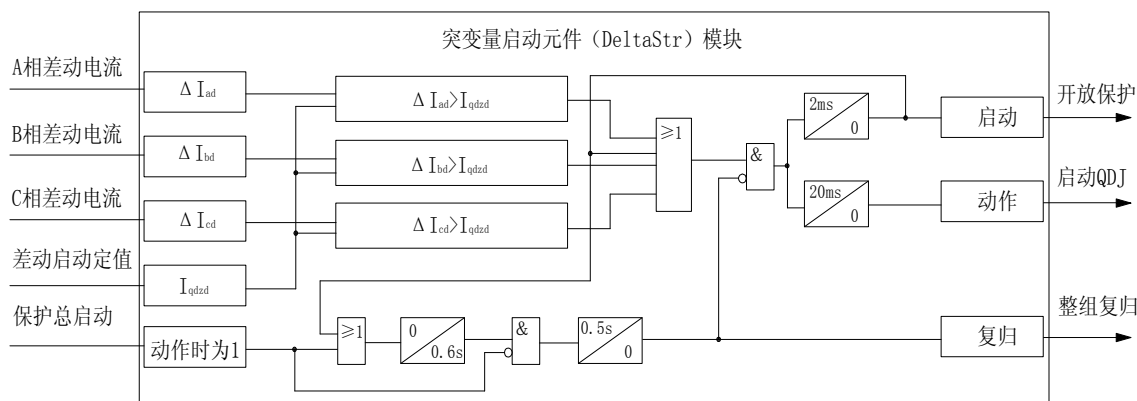 突变量启动元件（DeltaStr）模块
A相差动电流
ΔIad
ΔIad>Iqdzd
≥1
2ms
0
启动
开放保护
B相差动电流
ΔIbd
ΔIbd>Iqdzd
&
C相差动电流
ΔIcd
ΔIcd>Iqdzd
20ms
0
动作
启动QDJ
差动启动定值
Iqdzd
保护总启动
动作时为1
≥1
0
0.6s
&
0.5s
0
复归
整组复归